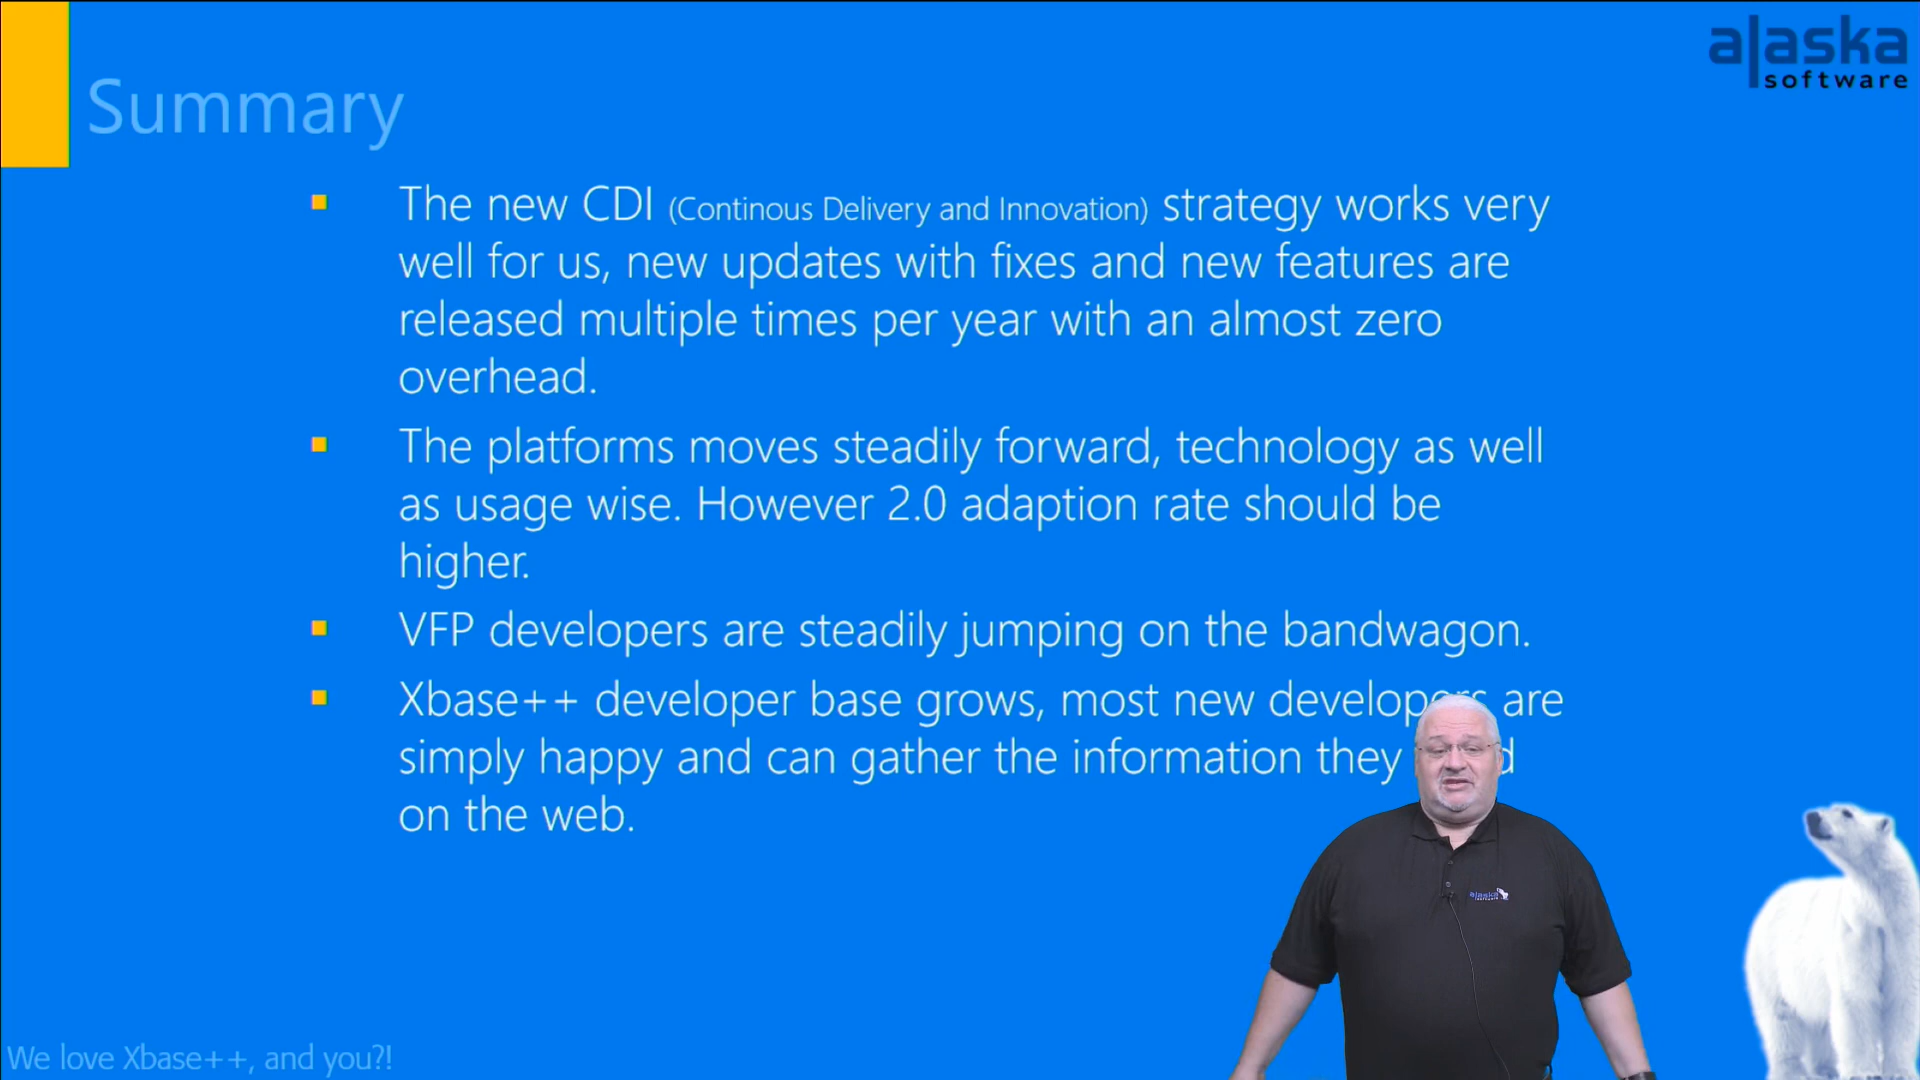 alaska
software
Summary
The new CDI (Continous Delivery and Innovation) strategy works very
well for us, new updates with fixes and new features are
released multiple times per year with an almost zero
overhead.
The platforms moves steadily forward, technology as well
as usage wise. However 2.0 adaption rate should be
higher.
VFP developers are steadily jumping on the bandwagon.
Xbase++ developer base grows, most new developers are
simply happy and can gather the information they
on the web.
alaska
We love Xbase++, and you?!